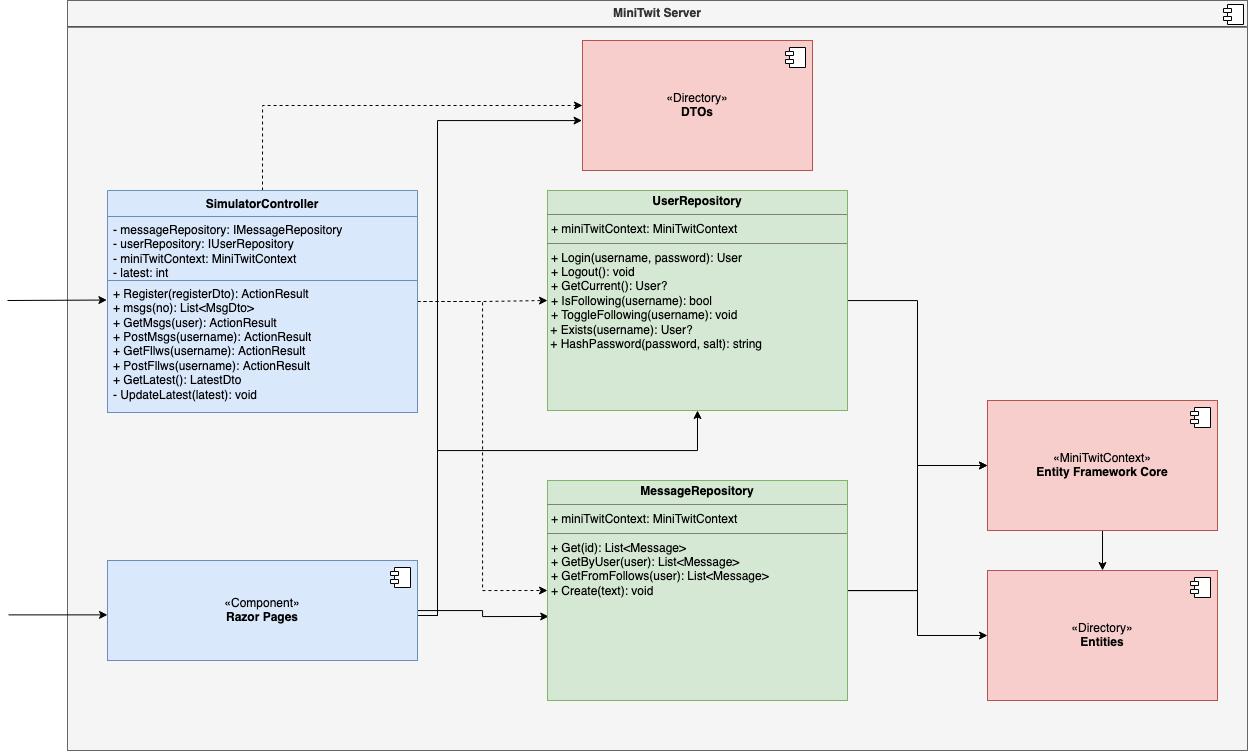 MiniTwit Server
«Directory»
DTOs
SimulatorController
- messageRepository: IMessageRepository
- userRepository: IUserRepository
- miniTwitContext: MiniTwitContext
- latest: int
+ Register(registerDto): ActionResult
+ msgs(no): List<MsgDto>
+ GetMsgs(user): ActionResult
+ PostMsgs(username): ActionResult
+ GetFllws(username): ActionResult
+ PostFllws(username): ActionResult
+ GetLatest(): LatestDto
- UpdateLatest(latest): void
UserRepository
+ miniTwitContext: MiniTwitContext
+ Login(username, password): User
+ Logout(): void
+ GetCurrent(): User?
+ IsFollowing(username): bool
+ ToggleFollowing(username): void
+ Exists(username): User?
+ HashPassword(password, salt): string
«MiniTwitContext»
Entity Framework Core
MessageRepository
+ miniTwitContext: MiniTwitContext
+ Get(id): List<Message>
+ GetByUser(user): List<Message>
+ GetFromFollows(user): List<Message>
+ Create(text): void
«Component»
Razor Pages
«Directory»
Entities